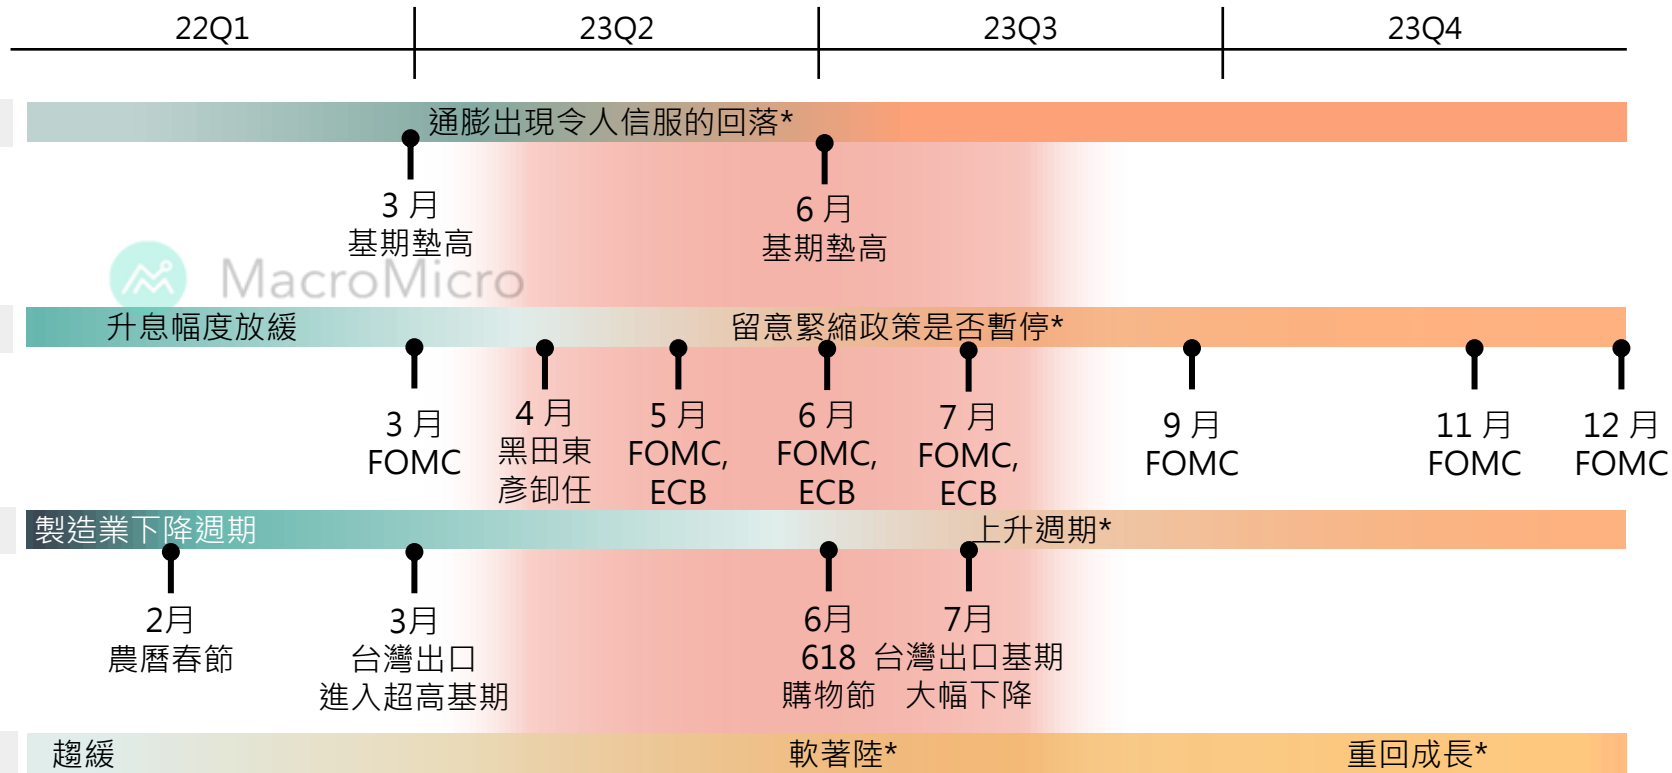 22Q1
23Q2
23Q3
23Q4
通膨出現令人信服的回落*
3 月
基期墊高
6 月
基期墊高
MacroMicro
升息幅度放緩
留意緊縮政策是否暫停*
3 月
FOMC
4 月
黑田東
彥卸任
5 月
FOMC,
ECB
6 月
FOMC,
ECB
7 月
FOMC,
ECB
9 月
FOMC
11 月
FOMC
12 月
FOMC
製造業下降週期
上升週期*
2月
農曆春節
3月
台灣出口
進入超高基期
6月
618
購物節
7月
台灣出口基期
大幅下降
趨緩
軟著陸*
重回成長*